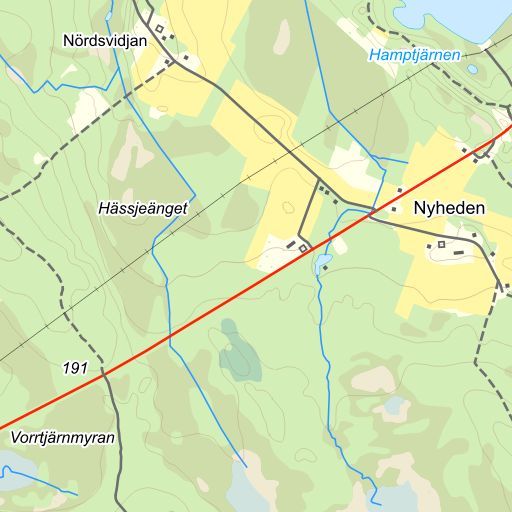 Nördsvidjan
Hamptjärnen
Hässjeänget
Nyheden
191
Vorrtjärnmyran